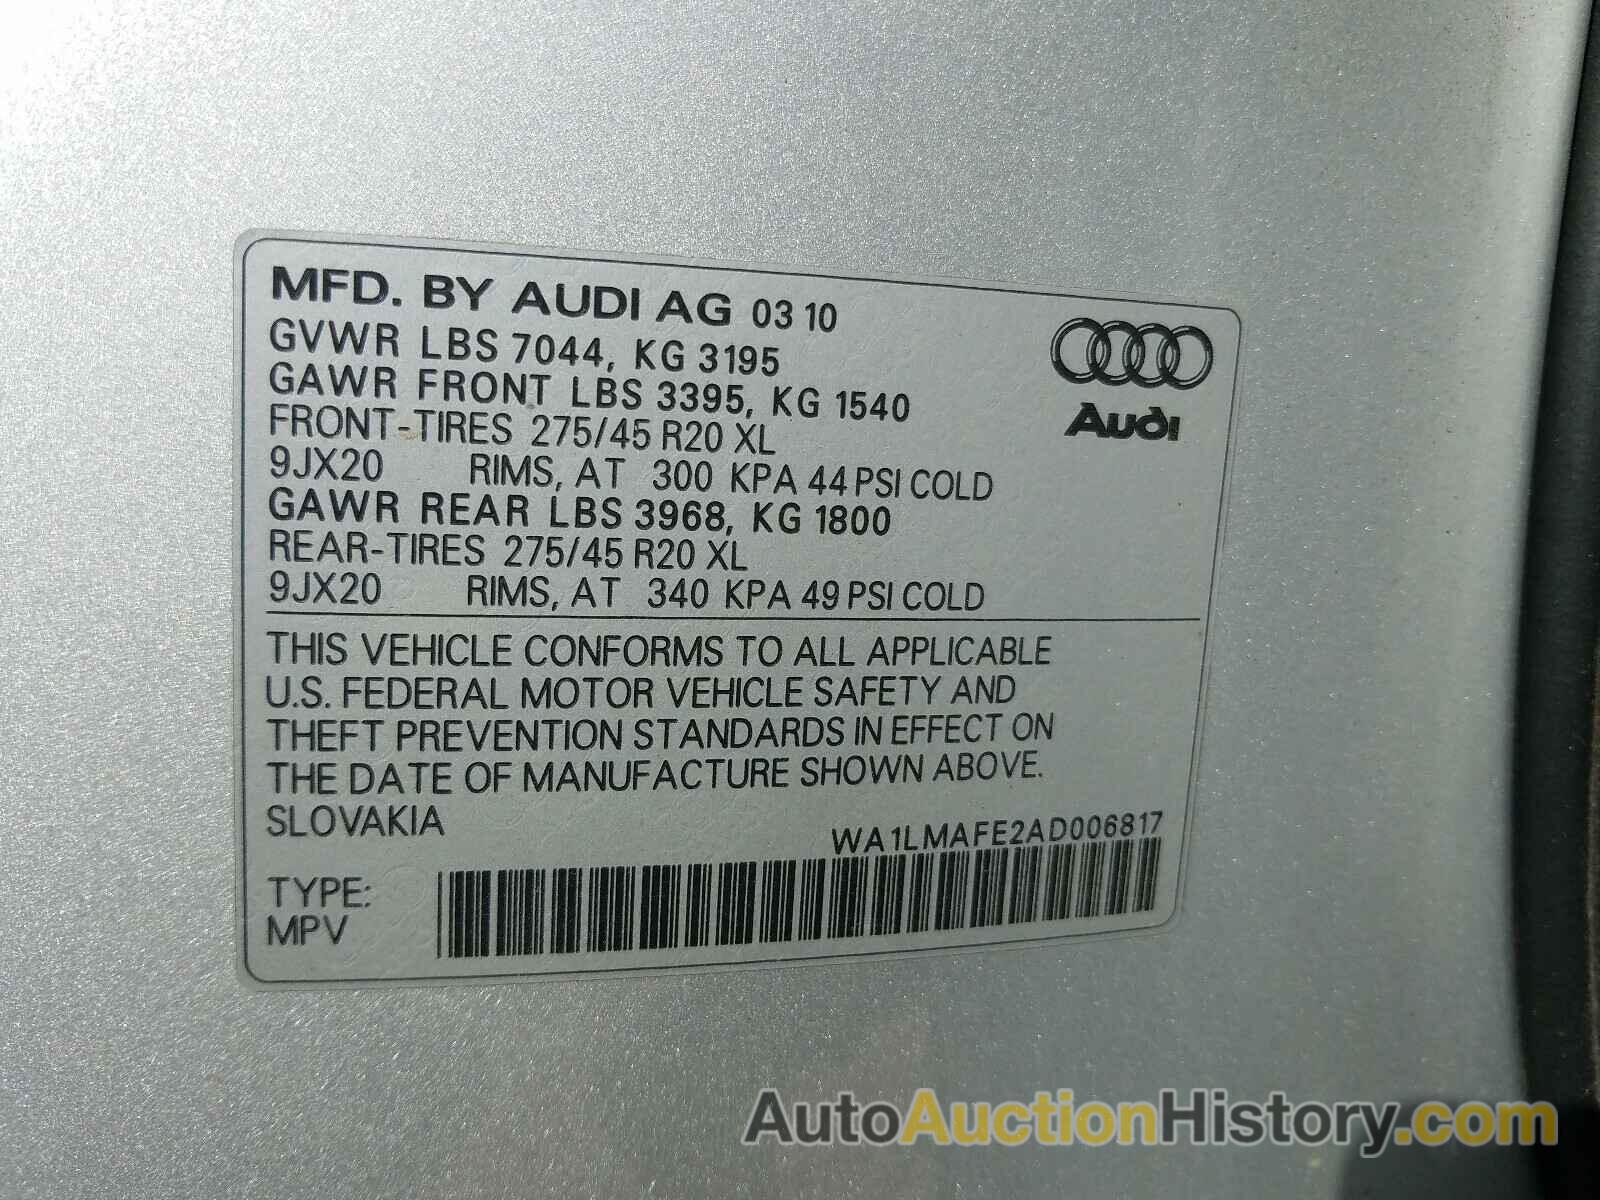 MFD. BY AUDI AG 03 10
GVWR LBS 7044, KG 3195
GAWR FRONT LBS 3395, KG 1540
FRONT-TIRES 275/45 R20 XL
9JX20 RIMS, AT 300 KPA 44 PSI COLD
GAWR REAR LBS 3968, KG 1800
REAR-TIRES 275/45 R20 XL
9JX20 RIMS, AT 340 KPA 49 PSI COLD
Audi
THIS VEHICLE CONFORMS TO ALL APPLICABLE
U.S. FEDERAL MOTOR VEHICLE SAFETY AND
THEFT PREVENTION STANDARDS IN EFFECT ON
THE DATE OF MANUFACTURE SHOWN ABOVE.
SLOVAKIA
WA1LMAFE2AD006817
TYPE:
MPV
AutoAuctionHistory.com